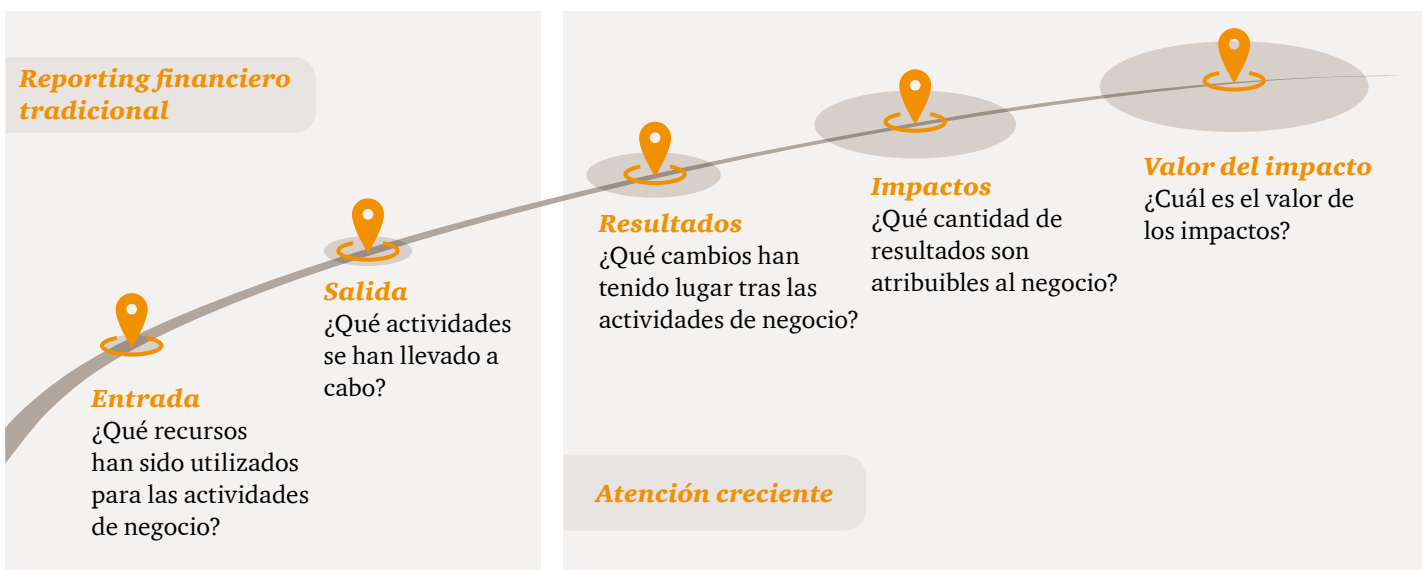 Reporting financiero
tradicional
Entrada
¿Qué recursos
han sido utilizados
para las actividades
de negocio?
Salida
¿Qué actividades
se han llevado a
cabo?
Resultados
¿Qué cambios han
tenido lugar tras las
actividades de negocio?
Impactos
¿Qué cantidad de
resultados son
atribuibles al negocio?
Valor del impacto
¿Cuál es el valor de
los impactos?
Atención creciente